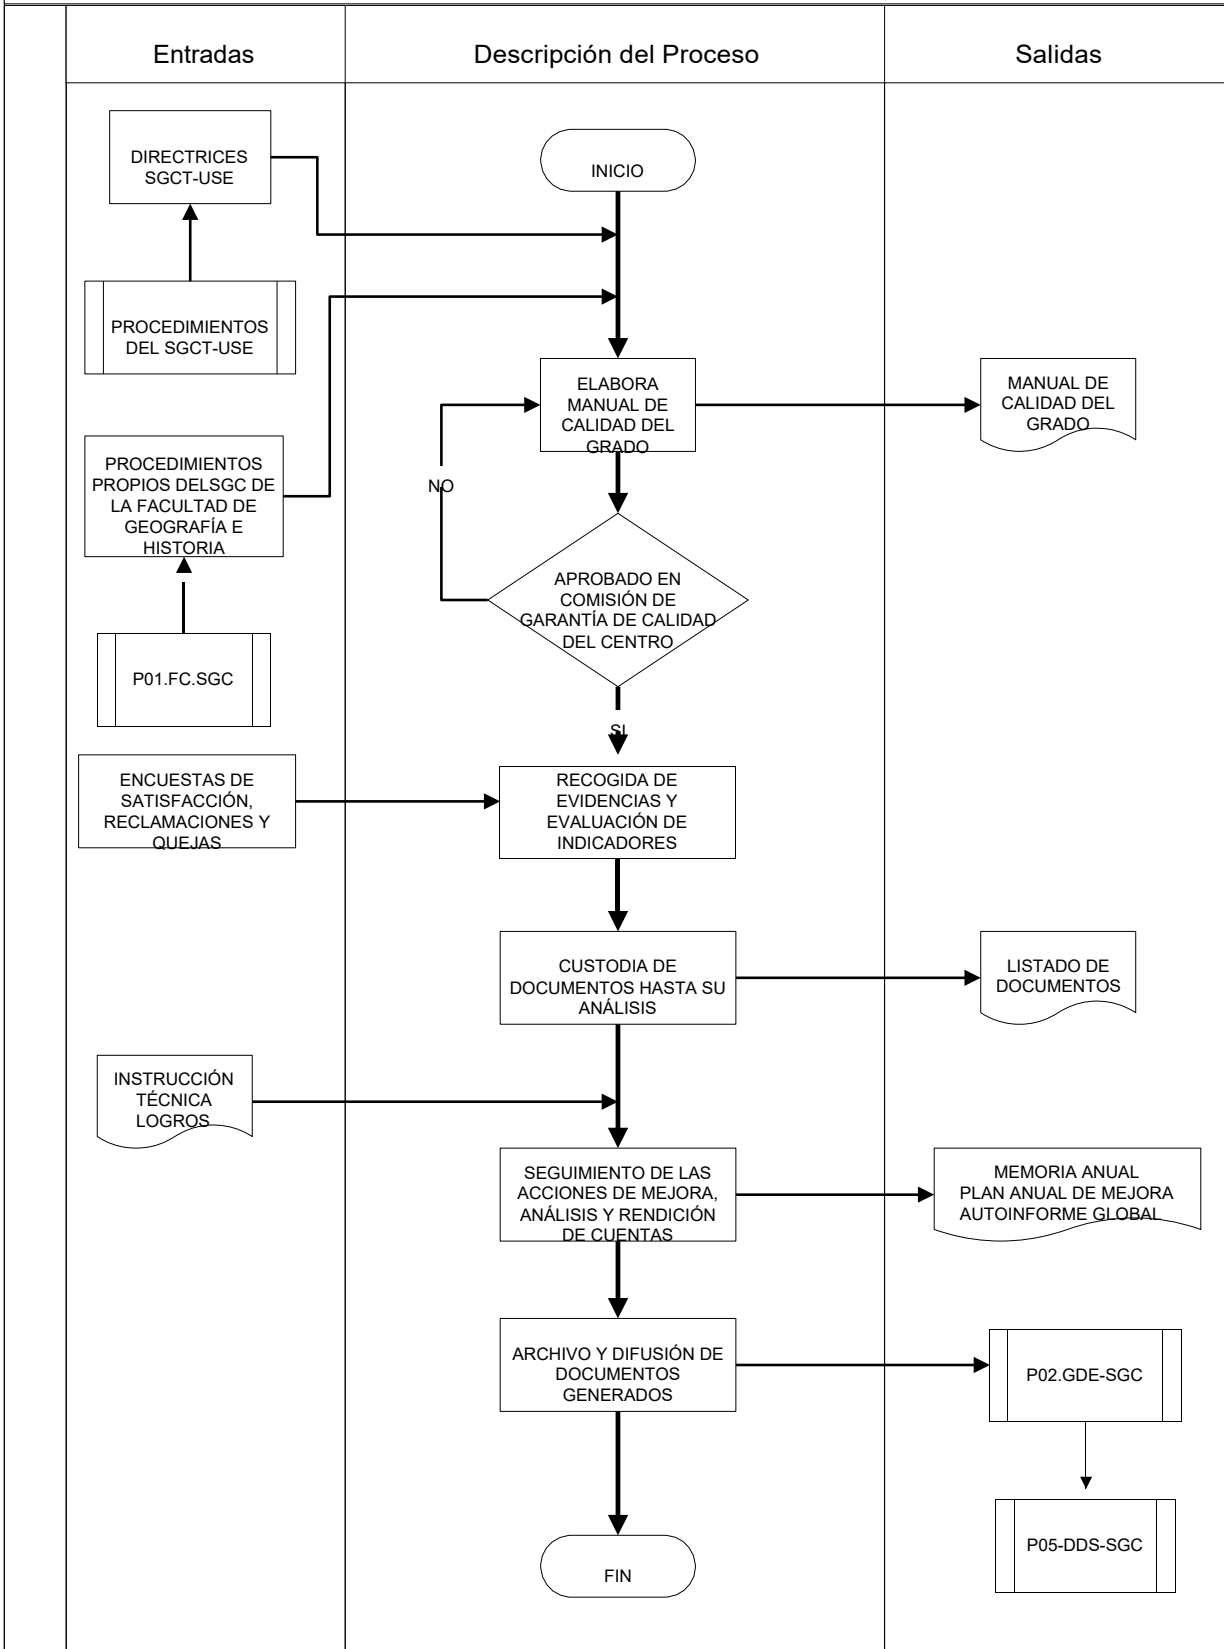 Entradas
Descripción del Proceso
Salidas
DIRECTRICES
SGCT-USE
INICIO
PROCEDIMIENTOS
DEL SGCT-USE
ELABORA
MANUAL DE
CALIDAD DEL
GRADO
MANUAL DE
CALIDAD DEL
GRADO
PROCEDIMIENTOS
PROPIOS DELSGC DE
LA FACULTAD DE
GEOGRAFÍA E
HISTORIA
NO
APROBADO EN
COMISIÓN DE
GARANTÍA DE CALIDAD
DEL CENTRO
P01.FC.SGC
SI
ENCUESTAS DE
SATISFACCIÓN,
RECLAMACIONES Y
QUEJAS
RECOGIDA DE
EVIDENCIAS Y
EVALUACIÓN DE
INDICADORES
CUSTODIA DE
DOCUMENTOS HASTA SU
ANÁLISIS
LISTADO DE
DOCUMENTOS
INSTRUCCIÓN
TÉCNICA
LOGROS
SEGUIMIENTO DE LAS
ACCIONES DE MEJORA,
ANÁLISIS Y RENDICIÓN
DE CUENTAS
MEMORIA ANUAL
PLAN ANUAL DE MEJORA
AUTOINFORME GLOBAL
ARCHIVO Y DIFUSIÓN DE
DOCUMENTOS
GENERADOS
P02.GDE-SGC
P05-DDS-SGC
FIN